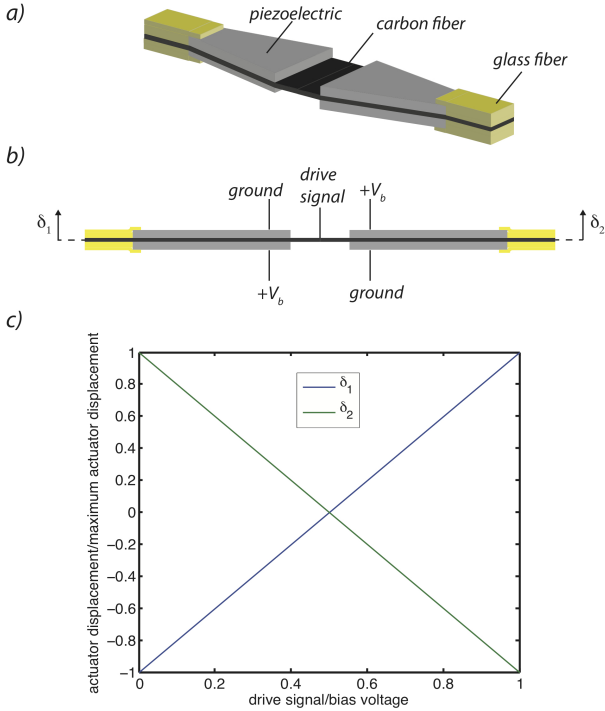 a)
piezoelectric
carbon fiber
glass fiber
b)
drive
signal
ground
+V_b
δ_1
δ_2
+V_b
ground
c)
actuator displacement/maximum actuator displacement
1
0.8
0.6
0.4
0.2
0
−0.2
−0.4
−0.6
−0.8
−1
δ_1
δ_2
0
0.2
0.4
0.6
0.8
1
drive signal/bias voltage